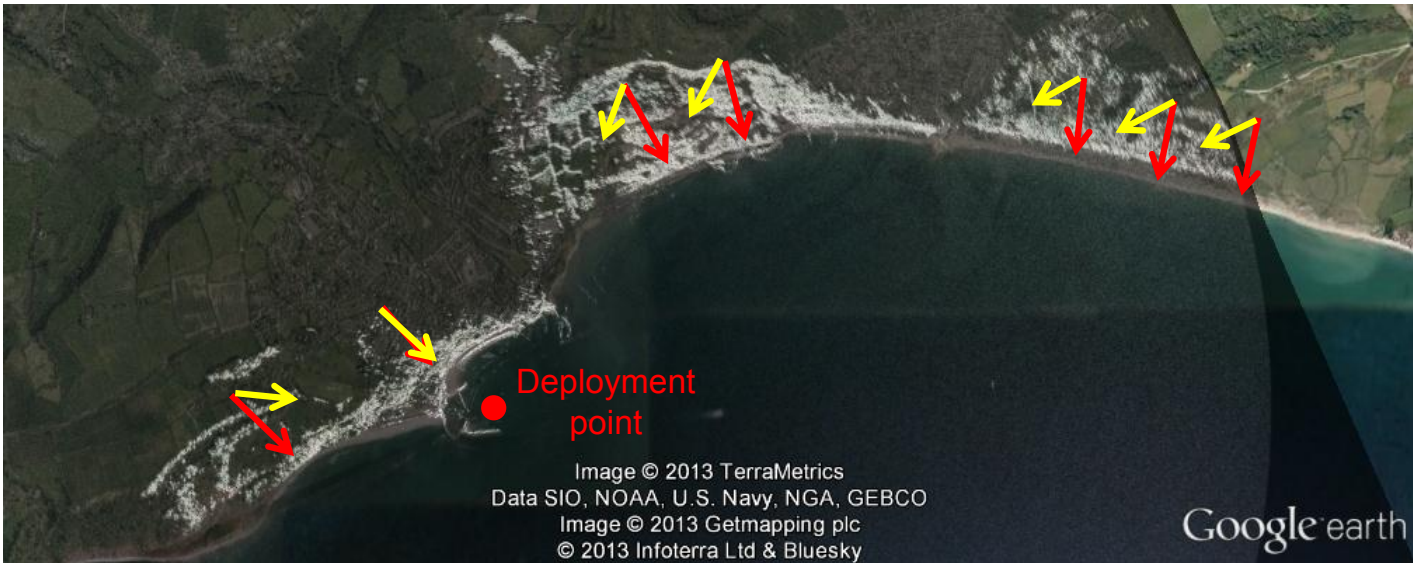 Deployment
point
Image © 2013 TerraMetrics
Data SIO, NOAA, U.S. Navy, NGA, GEBCO
Image © 2013 Getmapping plc
© 2013 Infoterra Ltd & Bluesky
Google earth